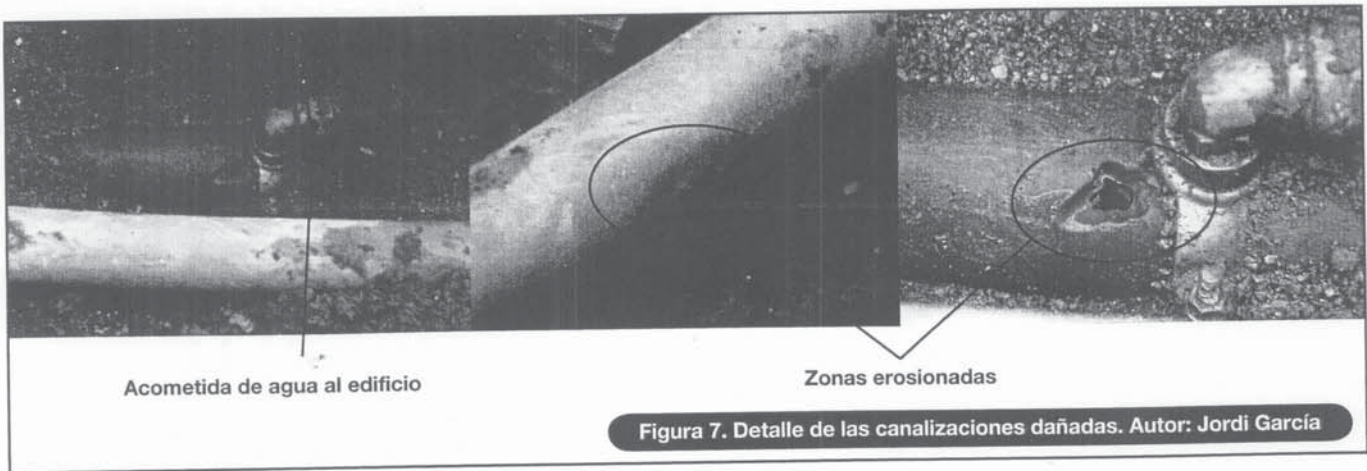 Acometida de agua al edificio
Zonas erosionadas
Figura 7. Detalle de las canalizaciones dañadas. Autor: Jordi García